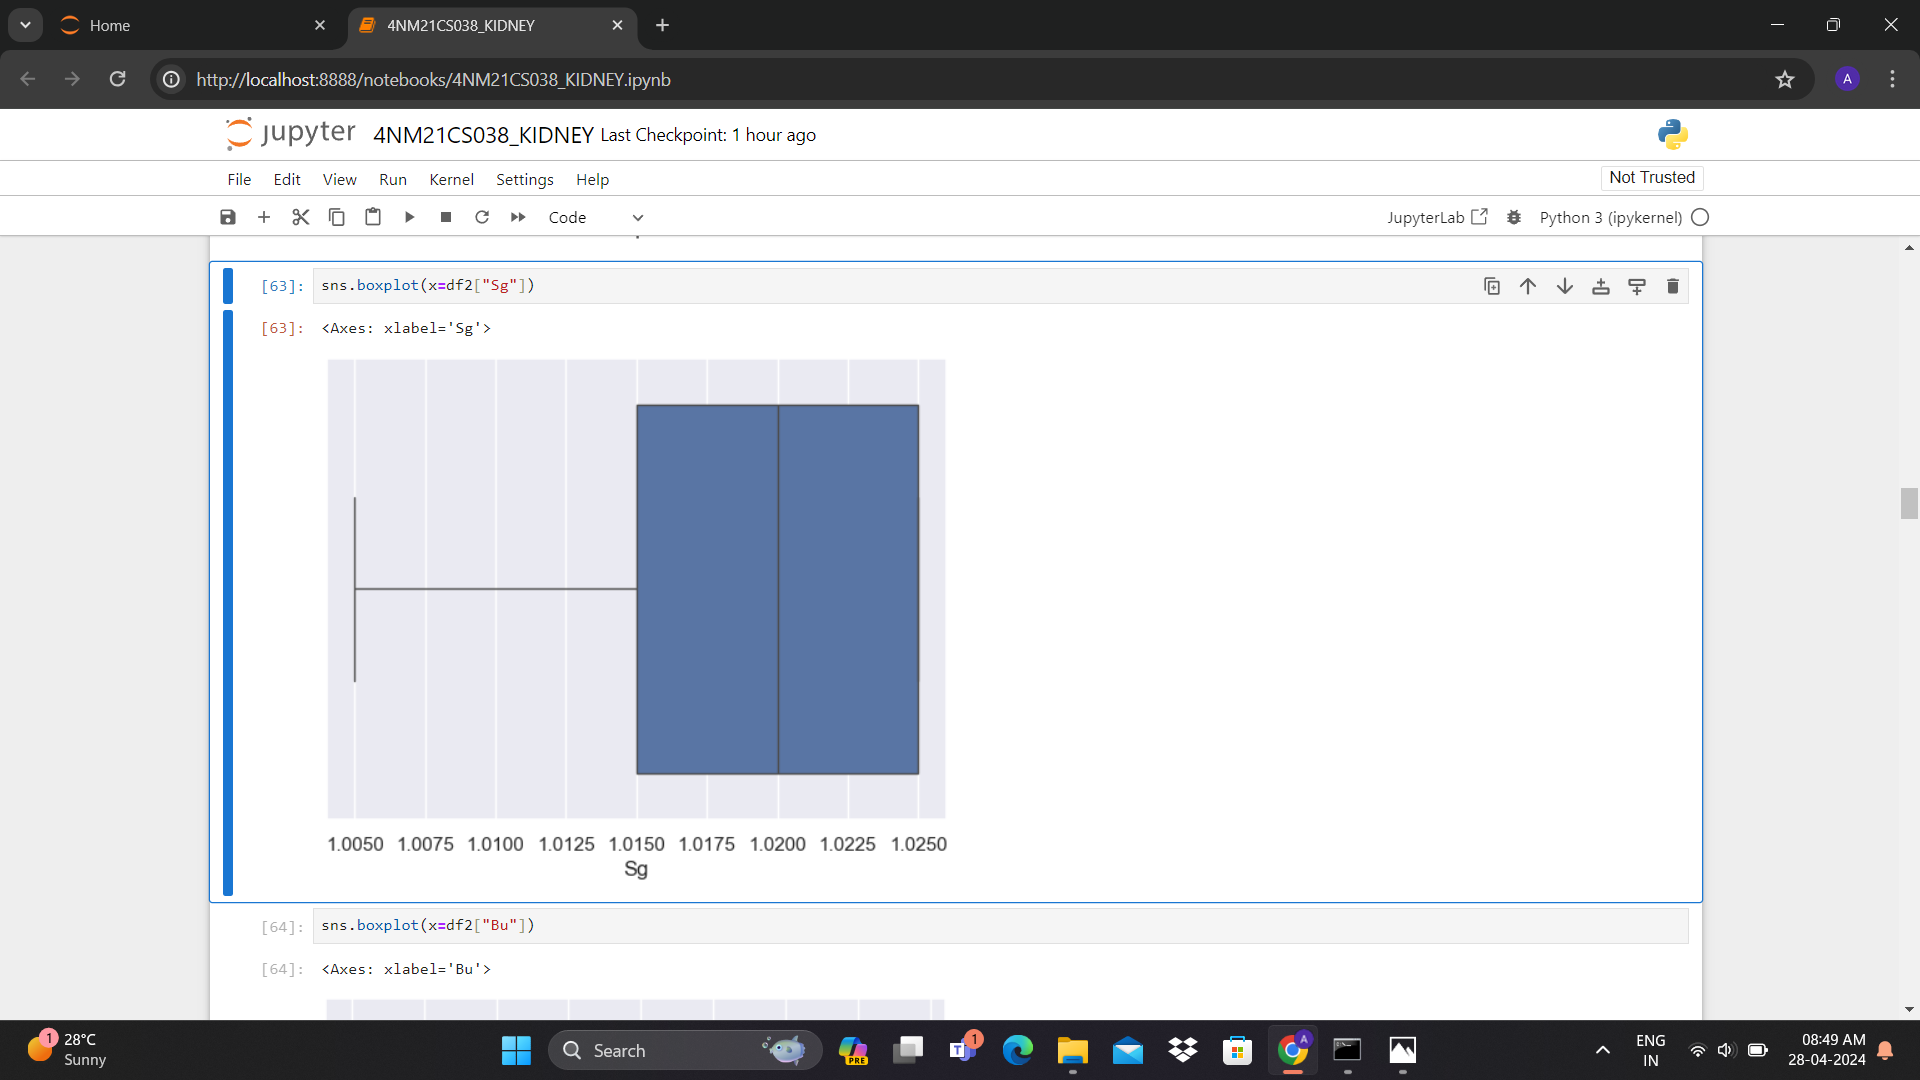 Home
4NM21CS038_KIDNEY
http://localhost:8888/notebooks/4NM21CS038_KIDNEY.ipynb
A
jupyter 4NM21CS038_KIDNEY Last Checkpoint: 1 hour ago
File Edit View Run Kernel Settings Help
Not Trusted
Code
JupyterLab
Python 3 (ipykernel)
[63]: sns.boxplot(x=df2["Sg"])
[63]: <Axes: xlabel='Sg'>
1.0050 1.0075 1.0100 1.0125 1.0150 1.0175 1.0200 1.0225 1.0250
Sg
[64]: sns.boxplot(x=df2["Bu"])
[64]: <Axes: xlabel='Bu'>
1
28°C
Sunny
Search
PRE
T
1
A
ENG
IN
08:49 AM
28-04-2024